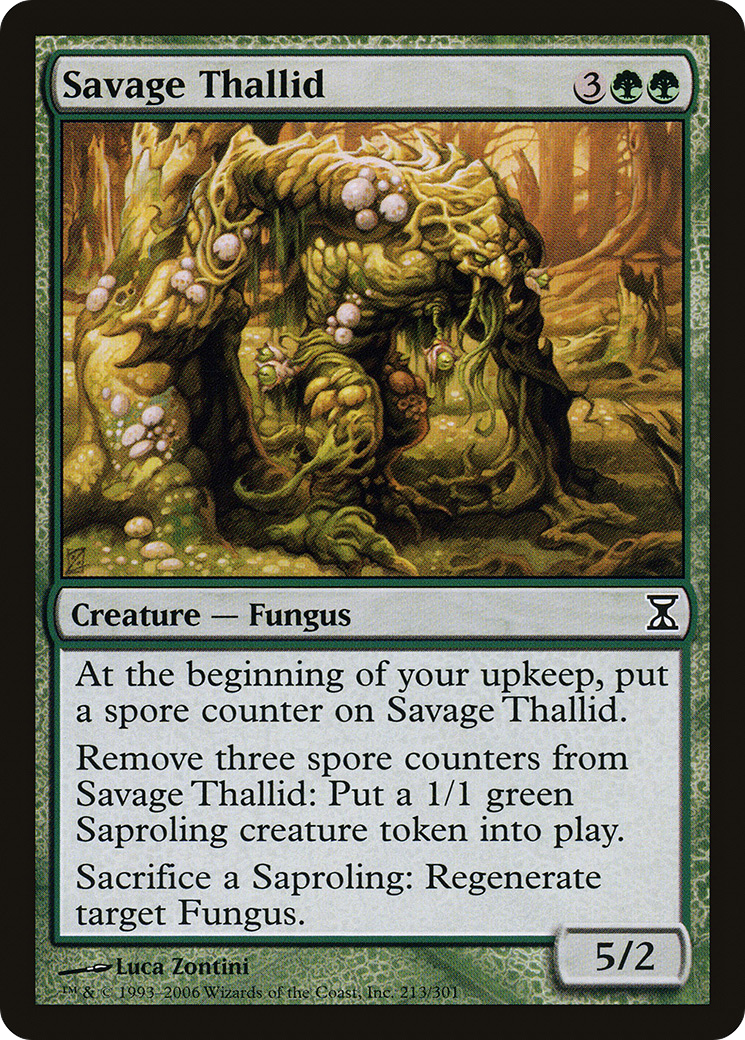 Savage Thallid 3
Creature — Fungus
At the beginning of your upkeep, put
a spore counter on Savage Thallid.
Remove three spore counters from
Savage Thallid: Put a 1/1 green
Saproling creature token into play.
Sacrifice a Saproling: Regenerate
target Fungus.
5/2
Luca Zontini
™ & © 1993–2006 Wizards of the Coast, Inc. 213/301